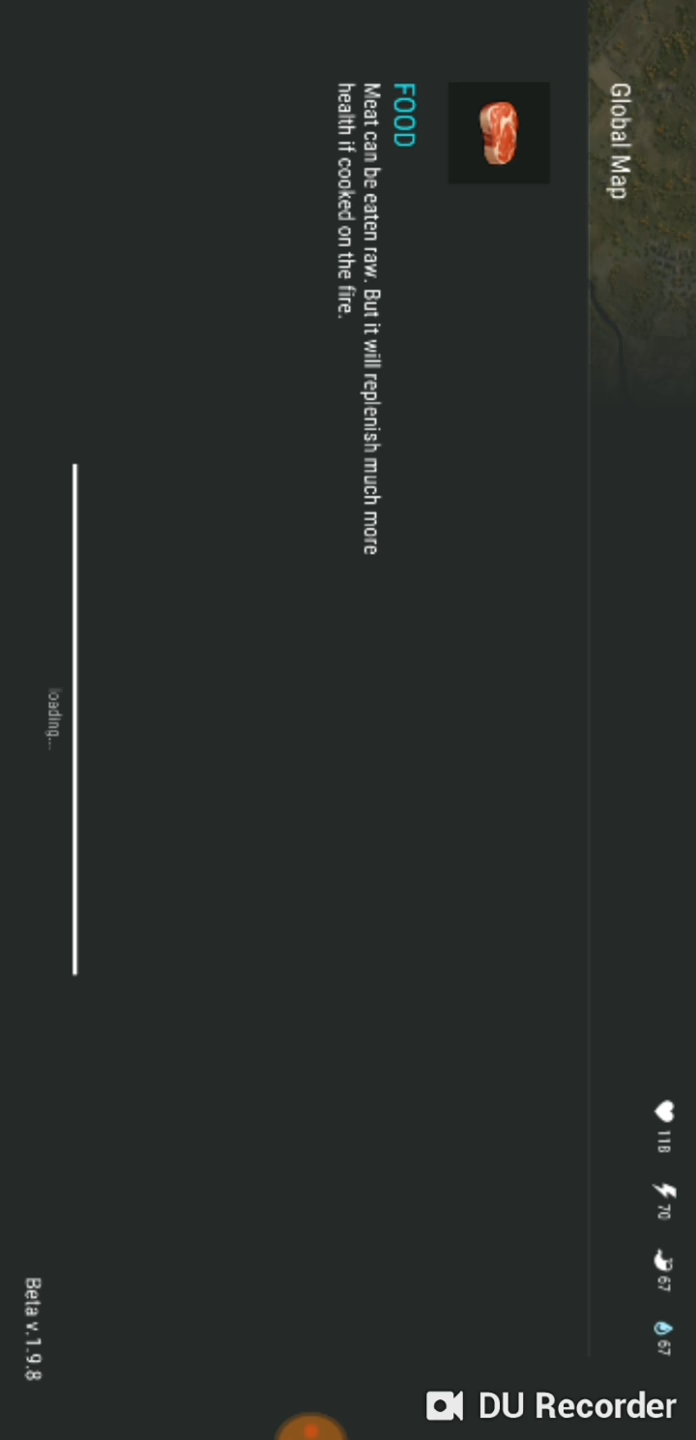 Global Map
118
70
67
67
FOOD
Meat can be eaten raw. But it will replenish much more
health if cooked on the fire.
loading...
Beta v.1.9.8
DU Recorder